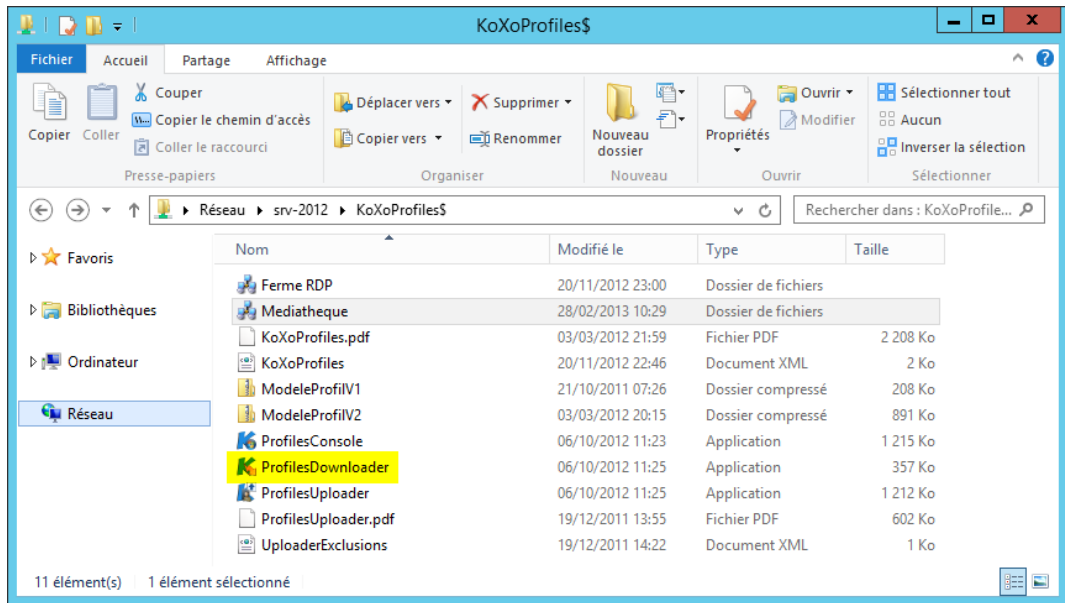 KoXoProfiles$
Fichier Accueil Partage Affichage
Copier Coller Couper Copier le chemin d'accès Coller le raccourci
Presse-papiers
Déplacer vers Copier vers Supprimer Renommer
Organiser
Nouveau dossier
Nouveau
Propriétés Ouvrir Modifier
Ouvrir
Sélectionner tout Aucun Inverser la sélection
Sélectionner
Réseau srv-2012 KoXoProfiles$ Rechercher dans : KoXoProfile...
Favoris
Bibliothèques
Ordinateur
Réseau
Nom Modifié le Type Taille
Ferme RDP 20/11/2012 23:00 Dossier de fichiers
Mediatheque 28/02/2013 10:29 Dossier de fichiers
KoXoProfiles.pdf 03/03/2012 21:59 Fichier PDF 2 208 Ko
KoXoProfiles 20/11/2012 22:46 Document XML 2 Ko
ModeleProfilV1 21/10/2011 07:26 Dossier compressé 208 Ko
ModeleProfilV2 03/03/2012 20:15 Dossier compressé 891 Ko
ProfilesConsole 06/10/2012 11:23 Application 1 215 Ko
ProfilesDownloader 06/10/2012 11:25 Application 357 Ko
ProfilesUploader 06/10/2012 11:25 Application 1 212 Ko
ProfilesUploader.pdf 19/12/2011 13:55 Fichier PDF 602 Ko
UploaderExclusions 19/12/2011 14:22 Document XML 1 Ko
11 élément(s) 1 élément sélectionné